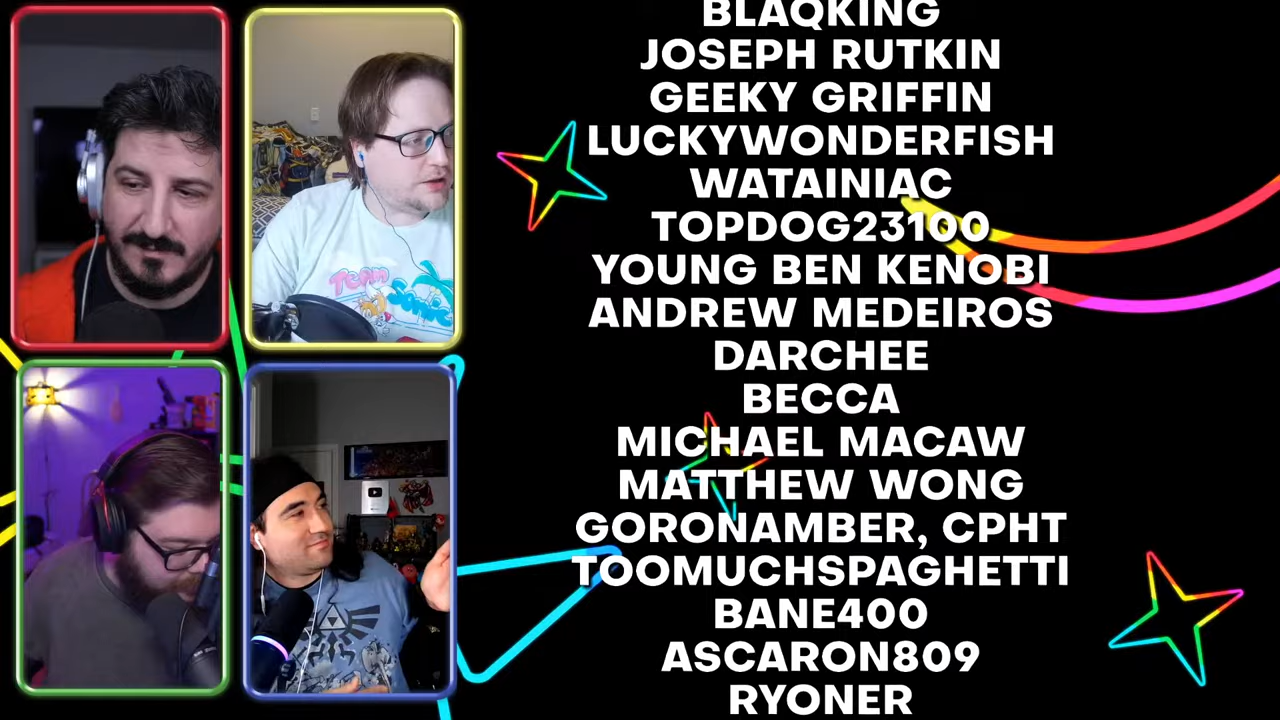 BLAQKING
JOSEPH RUTKIN
GEEKY GRIFFIN
LUCKYWONDERFISH
WATAINIAC
TOPDOG23100
YOUNG BEN KENOBI
ANDREW MEDEIROS
DARCHEE
BECCA
MICHAEL MACAW
MATTHEW WONG
GORONAMBER, CPHT
TOOMUCHSPAGHETTI
BANE400
ASCARON809
RYONER
TEAM